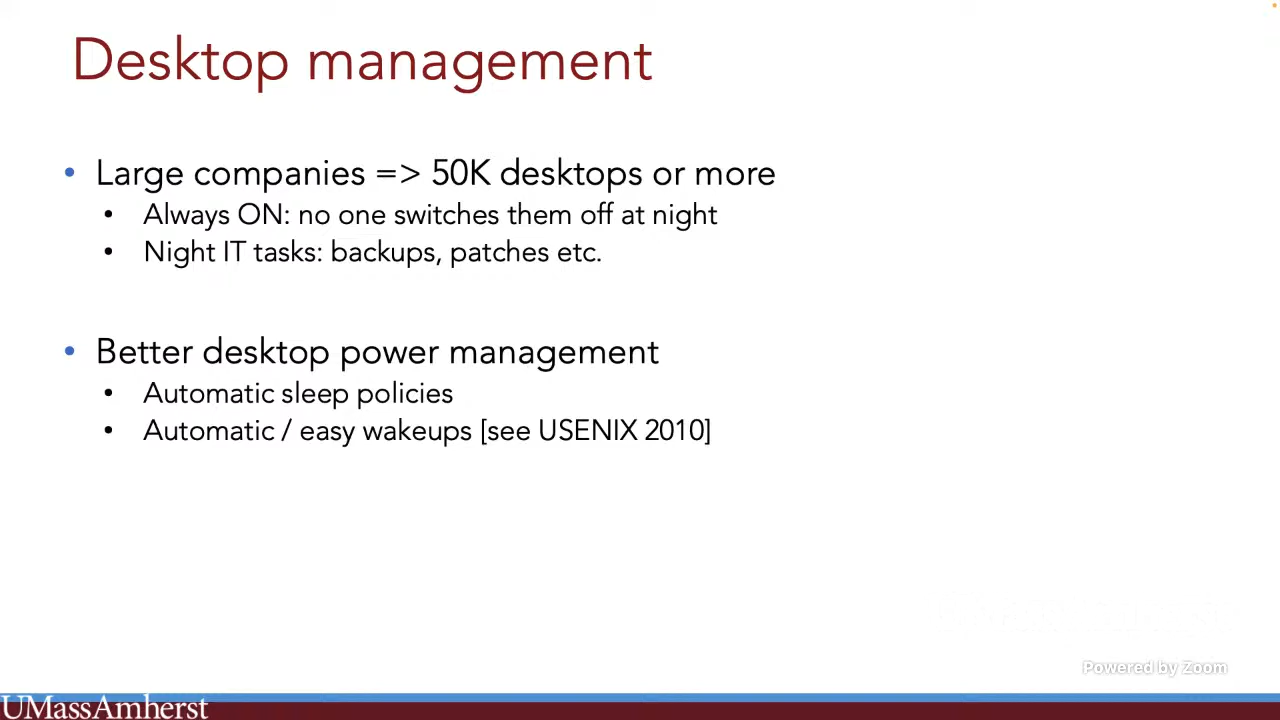 Desktop management
• Large companies => 50K desktops or more
• Always ON: no one switches them off at night
• Night IT tasks: backups, patches etc.
• Better desktop power management
• Automatic sleep policies
• Automatic / easy wakeups [see USENIX 2010]
Powered by Zoom
UMassAmherst